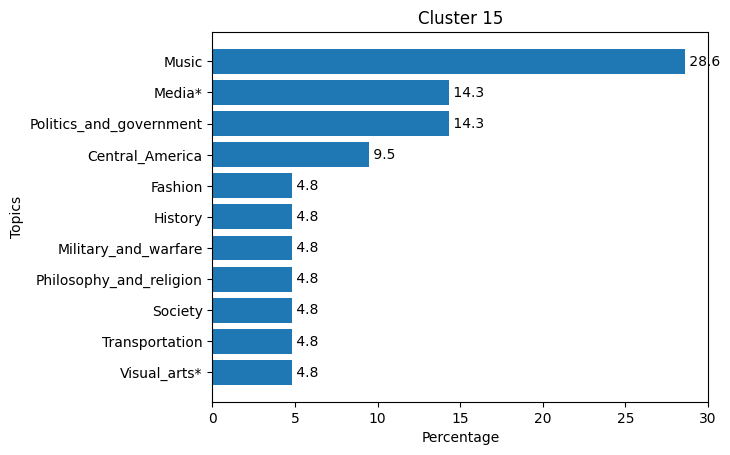 Cluster 15
Topics
Music 28.6
Media* 14.3
Politics_and_government 14.3
Central_America 9.5
Fashion 4.8
History 4.8
Military_and_warfare 4.8
Philosophy_and_religion 4.8
Society 4.8
Transportation 4.8
Visual_arts* 4.8
0 5 10 15 20 25 30
Percentage